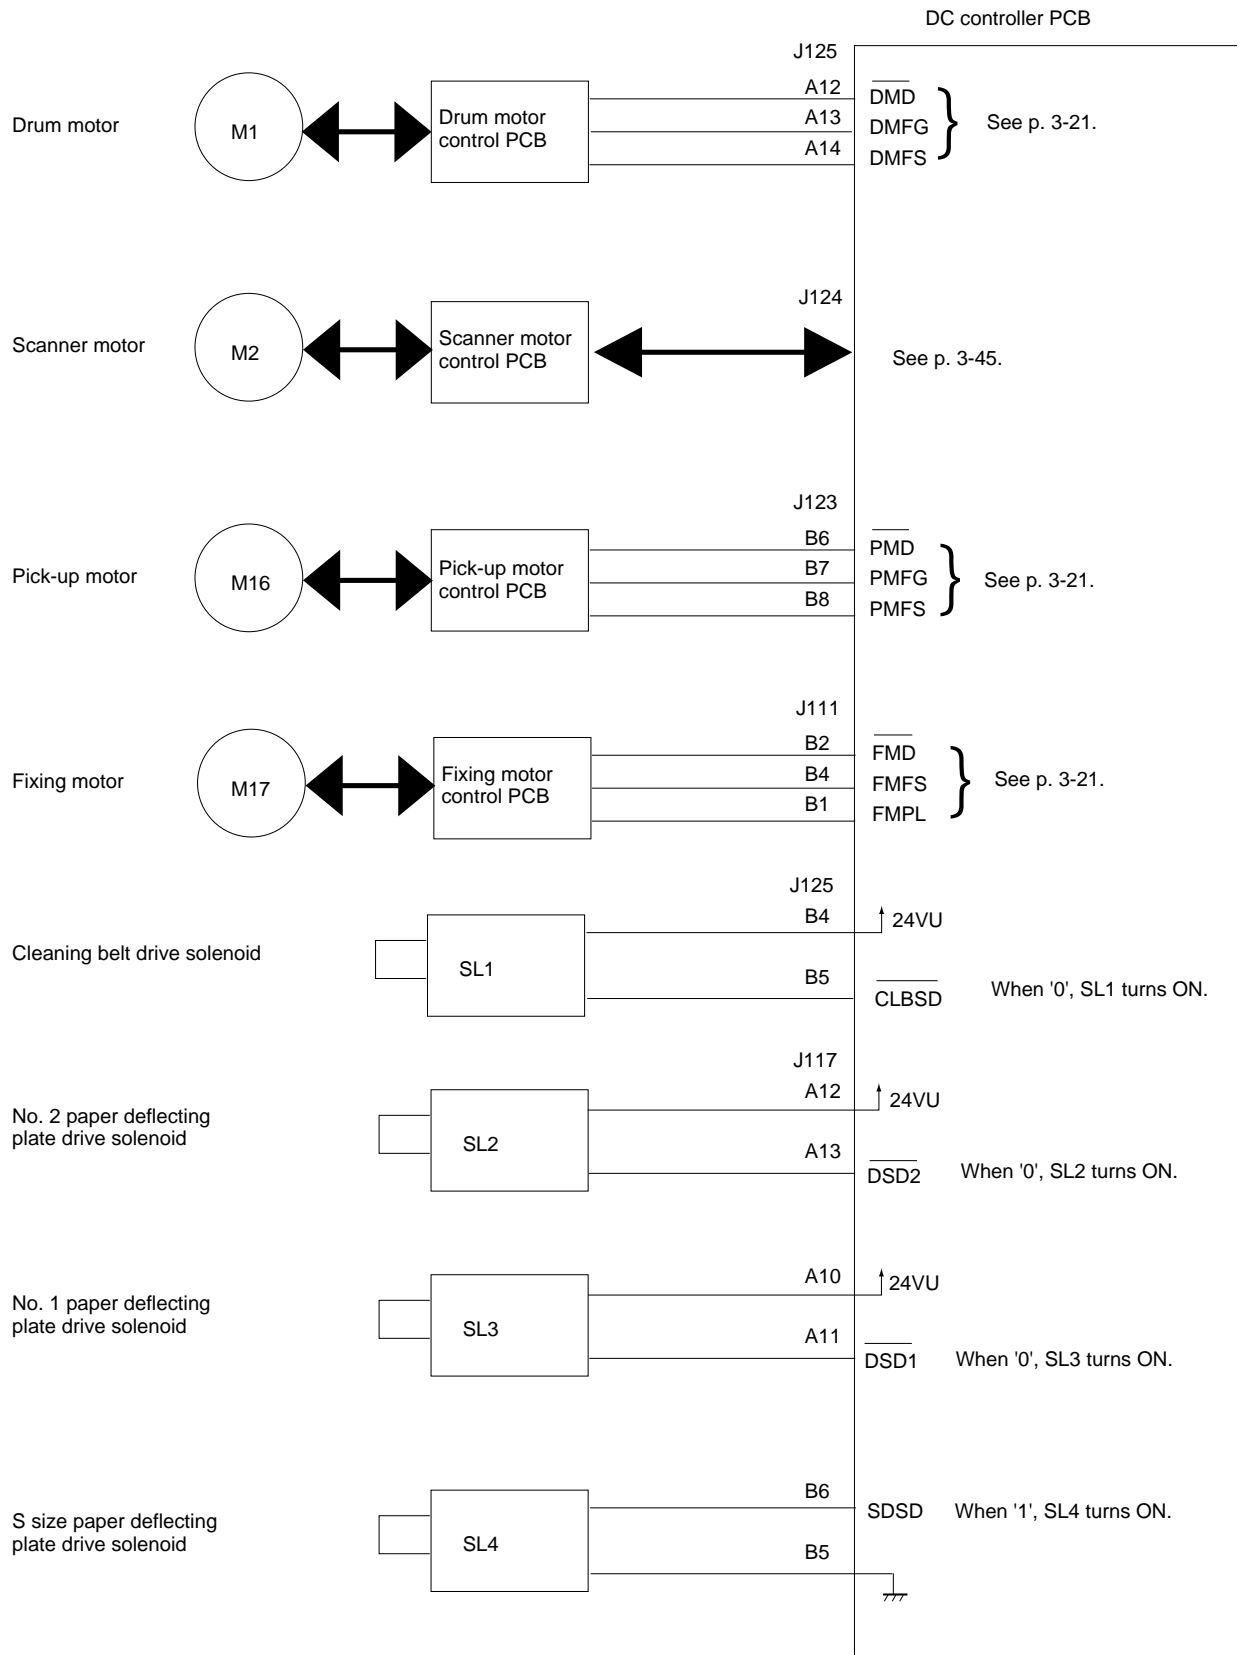 DC controller PCB
J125
A12
DMD
Drum motor
M1
Drum motor
control PCB
A13
DMFG
See p. 3-21.
A14
DMFS
J124
Scanner motor
M2
Scanner motor
control PCB
See p. 3-45.
J123
B6
PMD
Pick-up motor
M16
Pick-up motor
control PCB
B7
PMFG
See p. 3-21.
B8
PMFS
J111
B2
FMD
Fixing motor
M17
Fixing motor
control PCB
B4
FMFS
See p. 3-21.
B1
FMPL
J125
B4
24VU
Cleaning belt drive solenoid
SL1
B5
CLBSD
When '0', SL1 turns ON.
J117
A12
24VU
No. 2 paper deflecting
plate drive solenoid
SL2
A13
DSD2
When '0', SL2 turns ON.
A10
24VU
No. 1 paper deflecting
plate drive solenoid
SL3
A11
DSD1
When '0', SL3 turns ON.
B6
SDSD
When '1', SL4 turns ON.
S size paper deflecting
plate drive solenoid
SL4
B5